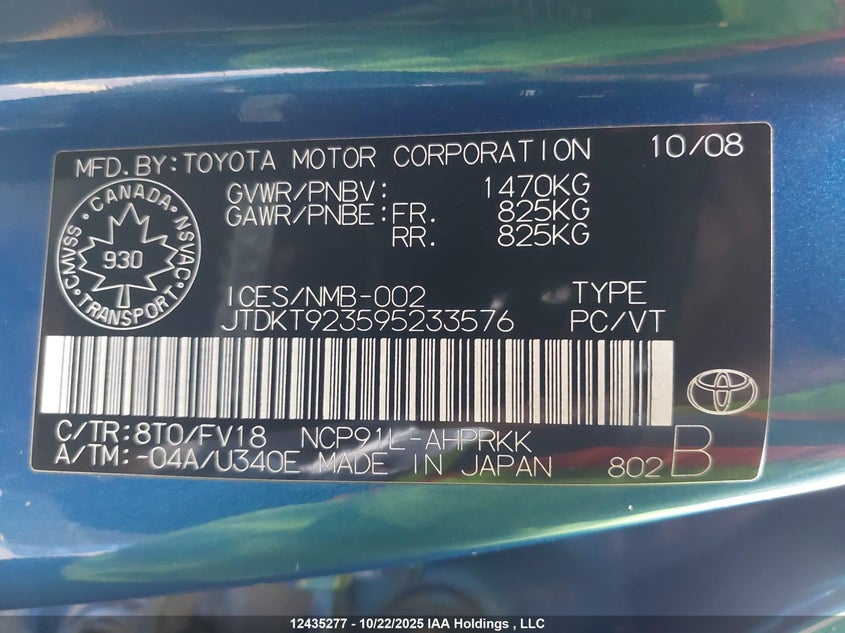 MFD.BY:TOYOTA MOTOR CORPORATION 10/08
GVWR/PNBV: 1470KG
GAWR/PNBE:FR. 825KG
RR. 825KG
CANADA · NSVAC · TRANSPORT · CMVSS ·
930
ICES/NMB-002 TYPE
JTDKT923595233576 PC/VT
C/TR:8T0/FV18 NCP91L-AHPRKK
A/TM:-04A/U340E MADE IN JAPAN 802 B
12435277 - 10/22/2025 IAA Holdings , LLC